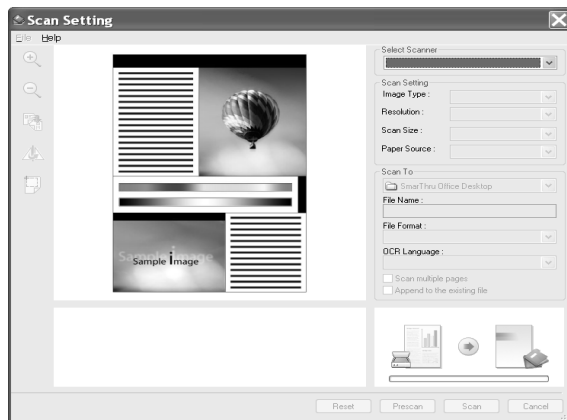 Scan Setting
File Help
Select Scanner
Scan Setting
Image Type :
Resolution :
Scan Size :
Paper Source :
Scan To
SmarThru Office Desktop
File Name :
File Format :
OCR Language :
Scan multiple pages
Append to the existing file
Sample image
Sample image
Reset Prescan Scan Cancel